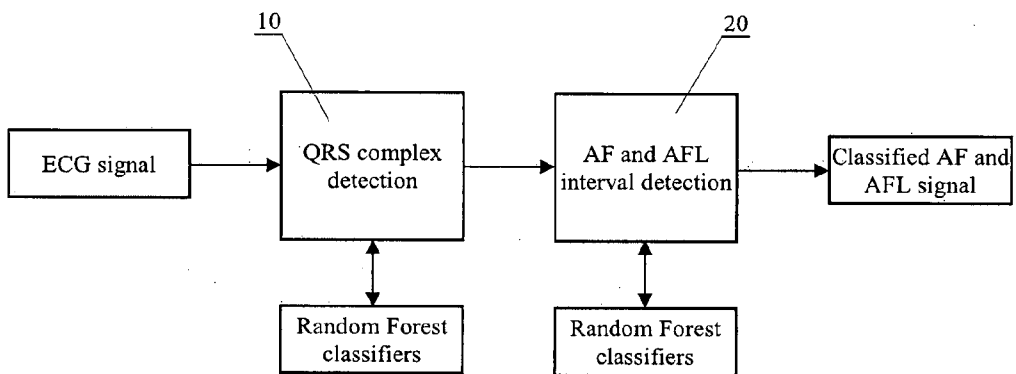 10
20
ECG signal
QRS complex
detection
AF and AFL
interval detection
Classified AF and
AFL signal
Random Forest
classifiers
Random Forest
classifiers